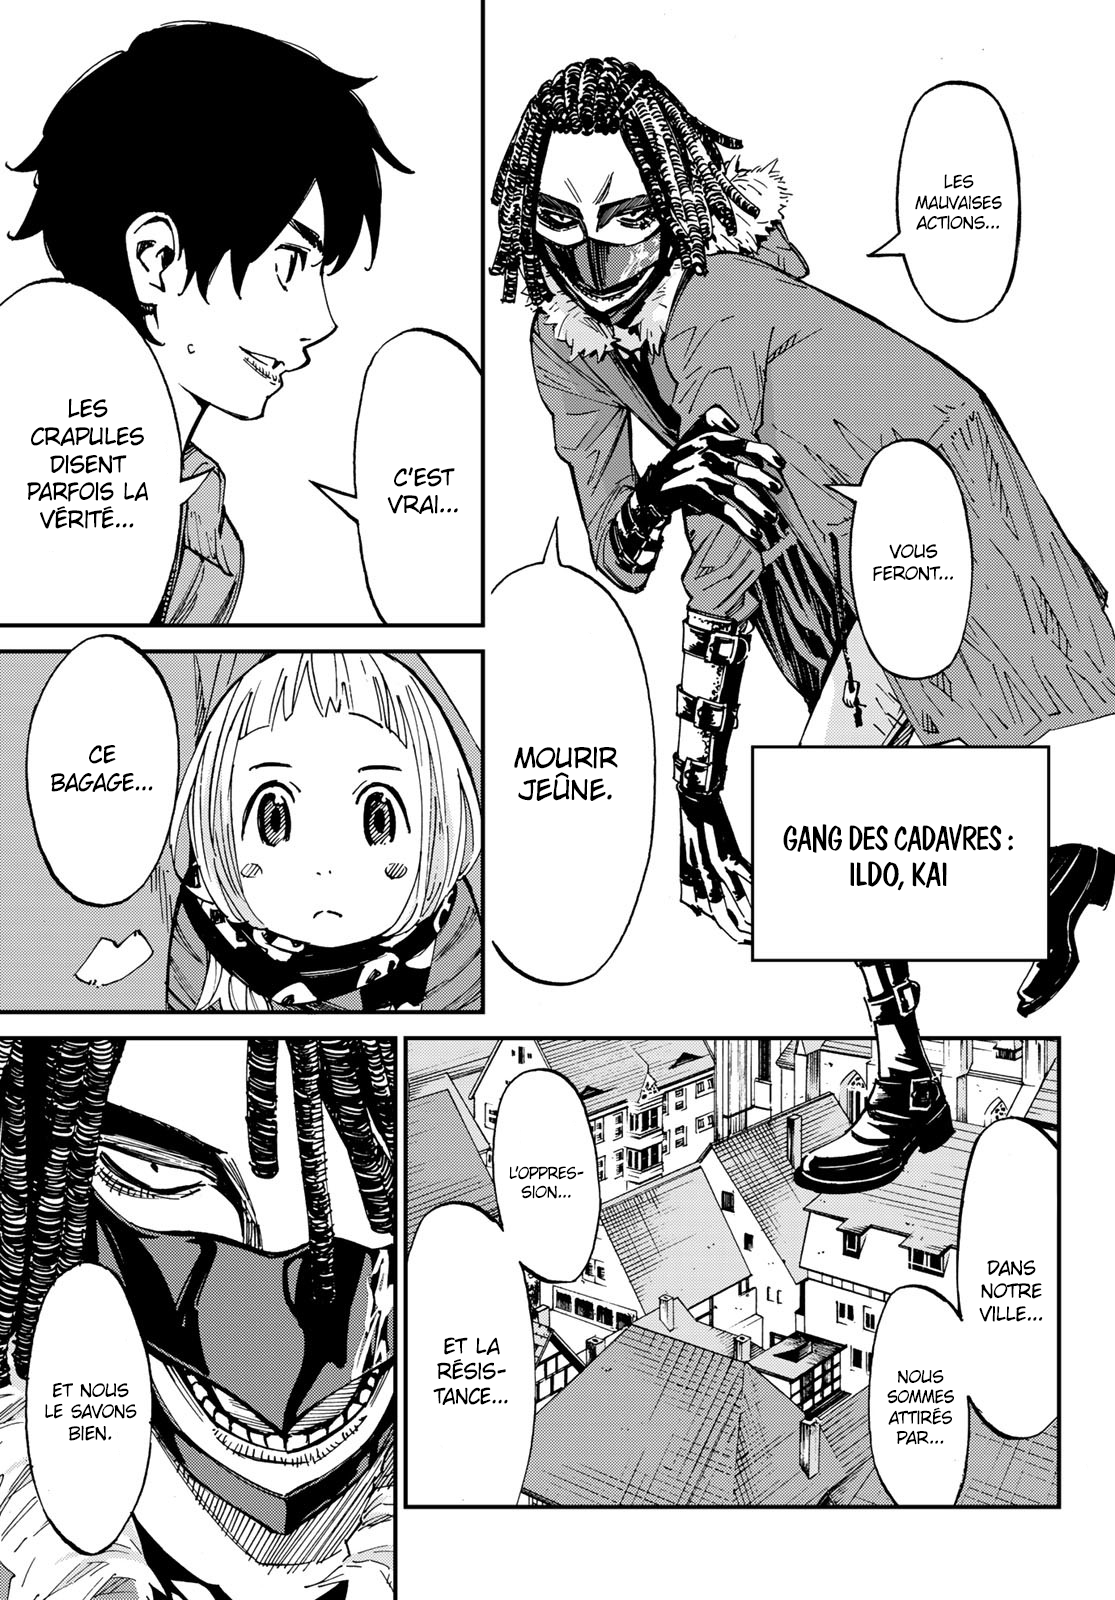 LES
MAUVAISES
ACTIONS...
VOUS
FERONT...
MOURIR
JEÛNE.
GANG DES CADAVRES :
ILDO, KAI
C'EST
VRAI...
LES
CRAPULES
DISENT
PARFOIS LA
VÉRITÉ...
CE
BAGAGE...
DANS
NOTRE
VILLE...
NOUS
SOMMES
ATTIRÉS
PAR...
L'OPPRES-
SION...
ET LA
RÉSIS-
TANCE...
ET NOUS
LE SAVONS
BIEN.